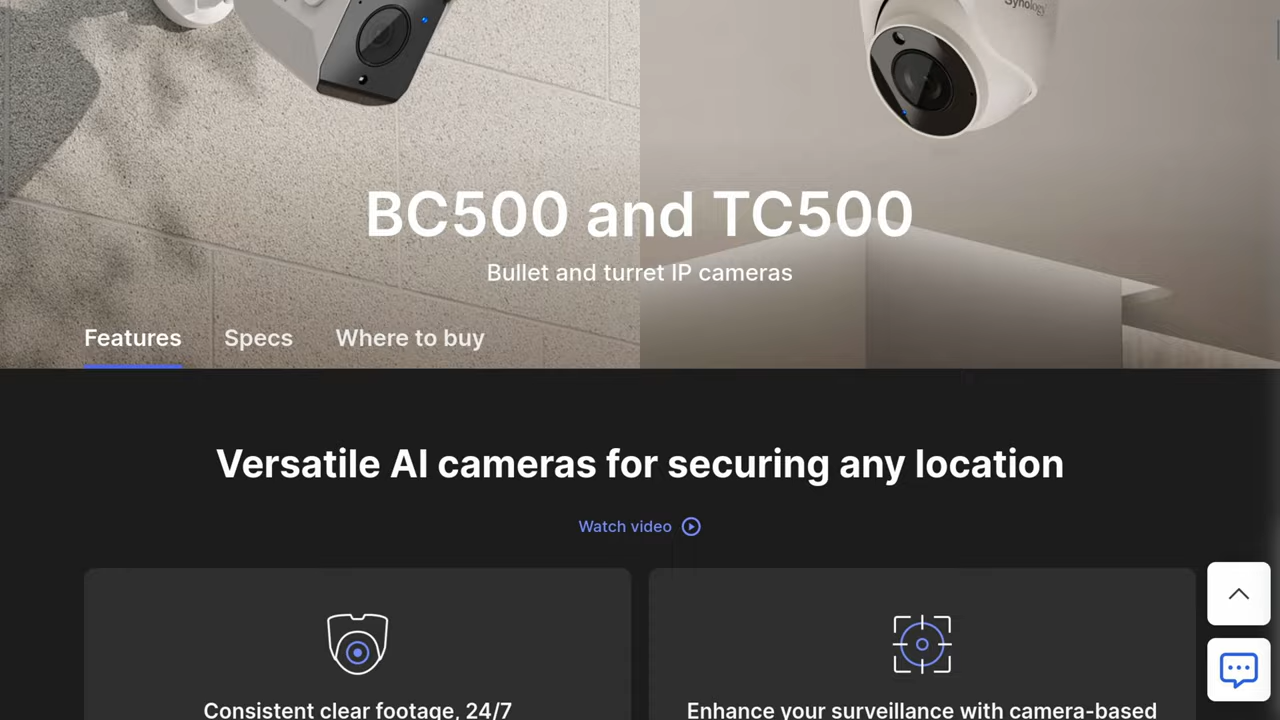 Synology
BC500 and TC500
Bullet and turret IP cameras
Features
Specs
Where to buy
Versatile AI cameras for securing any location
Watch video
Consistent clear footage, 24/7
Enhance your surveillance with camera-based